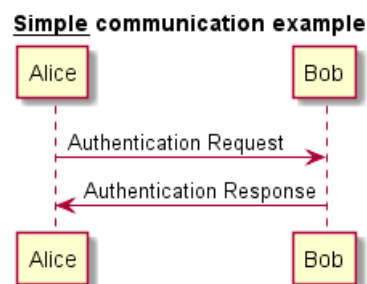 Simple communication example
Alice Bob
Authentication Request
Authentication Response
Alice Bob